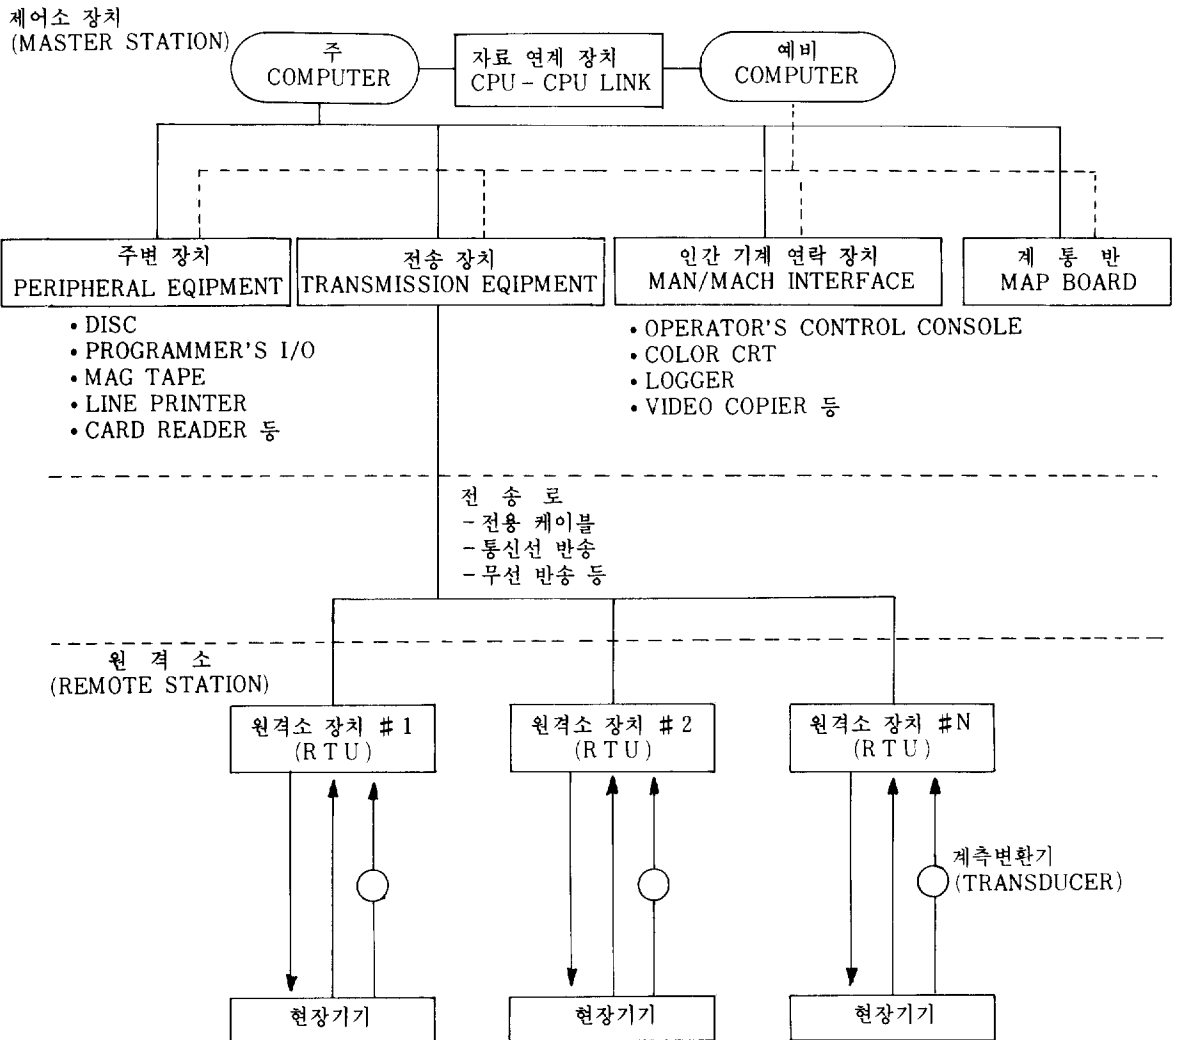 제어소 장치
(MASTER STATION)
주
COMPUTER
자료 연계 장치
CPU – CPU LINK
예비
COMPUTER
주변 장치
PERIPHERAL EQIPMENT
전송 장치
TRANSMISSION EQIPMENT
인간 기계 연락 장치
MAN/MACH INTERFACE
계 통 반
MAP BOARD
• DISC
• PROGRAMMER'S I/O
• MAG TAPE
• LINE PRINTER
• CARD READER 등
• OPERATOR'S CONTROL CONSOLE
• COLOR CRT
• LOGGER
• VIDEO COPIER 등
전 송 로
– 전용 케이블
– 통신선 반송
– 무선 반송 등
원 격 소
(REMOTE STATION)
원격소 장치 #1
(RTU)
원격소 장치 #2
(RTU)
원격소 장치 #N
(RTU)
계측변환기
(TRANSDUCER)
현장기기
현장기기
현장기기